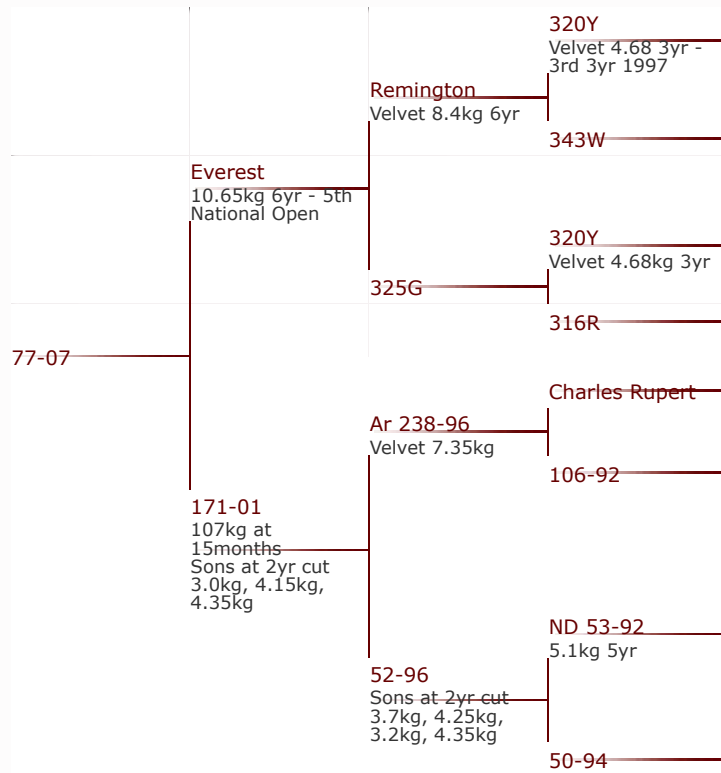 320Y
Velvet 4.68 3yr -
3rd 3yr 1997
Remington
Velvet 8.4kg 6yr
343W
Everest
10.65kg 6yr - 5th
National Open
320Y
Velvet 4.68kg 3yr
325G
316R
77-07
Charles Rupert
Ar 238-96
Velvet 7.35kg
106-92
171-01
107kg at
15months
Sons at 2yr cut
3.0kg, 4.15kg,
4.35kg
ND 53-92
5.1kg 5yr
52-96
Sons at 2yr cut
3.7kg, 4.25kg,
3.2kg, 4.35kg
50-94